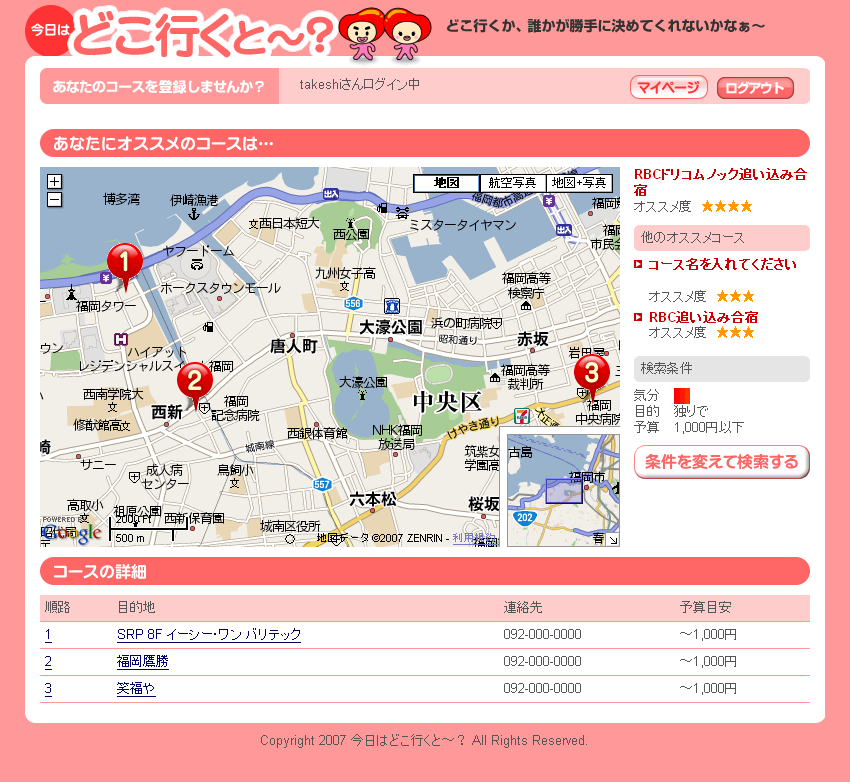 今日は
どこ行くと〜?
どこ行くか、誰かが勝手に決めてくれないかなぁ〜
あなたのコースを登録しませんか?
takeshiさんログイン中
マイページ
ログアウト
あなたにオススメのコースは…
地図
航空写真
地図+写真
博多湾
伊崎漁港
西日本短大
西公園
ミスタータイヤマン
福岡都市高
入出
入出
福岡
福岡
市民会
ヤフードーム
ホークスタウンモール
九州女子高
福岡高等
検察庁
1
福岡タワー
556
大濠公園
浜の町病院
昭和通り
赤坂
ウン
ハイアット
レジデンシャルスイ
福岡
唐人町
岩田屋
2
3
大濠公園
福岡高等
裁判所
西南学院大
修猷館高
西新
福岡
記念病院
中央区
福岡
中央病院
大正
けやき通り
西銀体育館
NHK福岡
放送局
城南線
筑紫女
学園高
サニー
成人病
センター
鳥飼小
557
六本松
桜坂
高取小
祖原公園
西新保育園
城南区役所
古島
福岡市
202
春
POWERED BY
Google
2000 ft
500 m
地図データ ©2007 ZENRIN - 利用規約
RBCドリコムノック追い込み合
宿
オススメ度 ★★★★
他のオススメコース
コース名を入れてください
オススメ度 ★★★
RBC追い込み合宿
オススメ度 ★★★
検索条件
気分
目的 独りで
予算 1,000円以下
条件を変えて検索する
コースの詳細
順路 目的地 連絡先 予算目安
1 SRP 8F イーシー・ワン バリテック 092-000-0000 〜1,000円
2 福岡鷹勝 092-000-0000 〜1,000円
3 笑福や 092-000-0000 〜1,000円
Copyright 2007 今日はどこ行くと〜? All Rights Reserved.